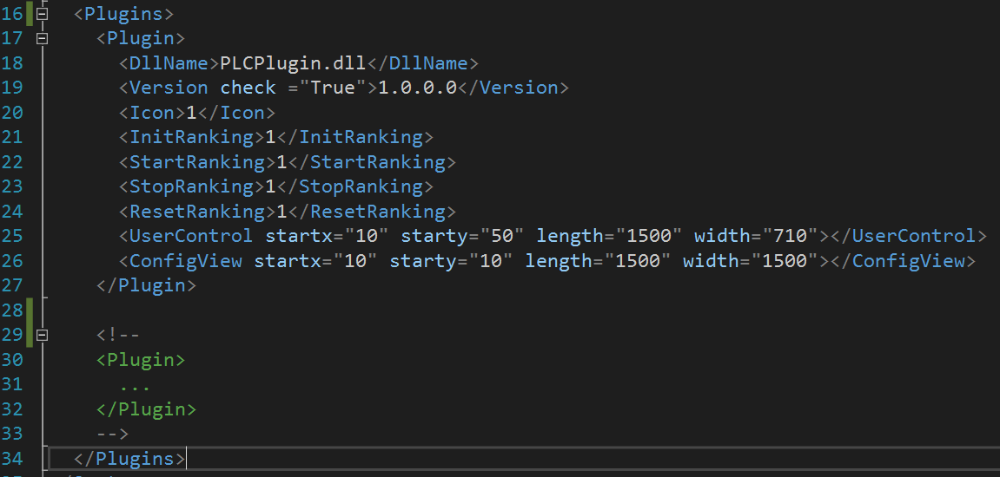 16 <Plugins>
17 <Plugin>
18 <DllName>PLCPlugin.dll</DllName>
19 <Version check ="True">1.0.0.0</Version>
20 <Icon>1</Icon>
21 <InitRanking>1</InitRanking>
22 <StartRanking>1</StartRanking>
23 <StopRanking>1</StopRanking>
24 <ResetRanking>1</ResetRanking>
25 <UserControl startx="10" starty="50" length="1500" width="710"></UserControl>
26 <ConfigView startx="10" starty="10" length="1500" width="1500"></ConfigView>
27 </Plugin>
28
29 <!--
30 <Plugin>
31 ...
32 </Plugin>
33 -->
34 </Plugins>